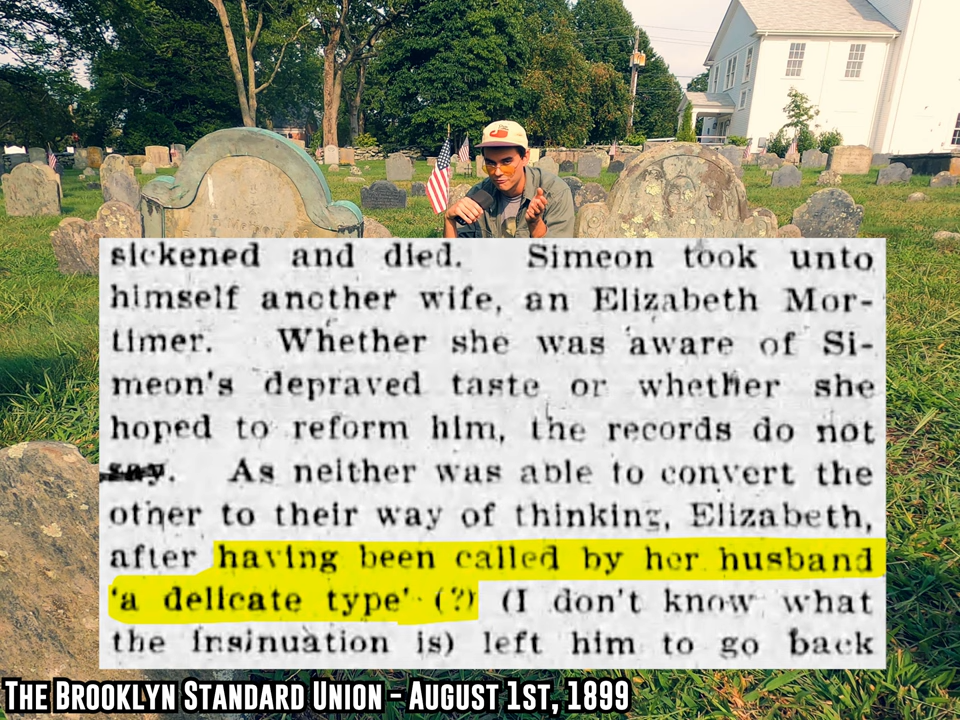 sickened and died. Simeon took unto
himself another wife, an Elizabeth Mor-
timer. Whether she was aware of Si-
meon's depraved taste or whether she
hoped to reform him, the records do not
say. As neither was able to convert the
other to their way of thinking, Elizabeth,
after having been called by her husband
'a delicate type' (?) (I don't know what
the insinuation is) left him to go back
THE BROOKLYN STANDARD UNION - AUGUST 1ST, 1899